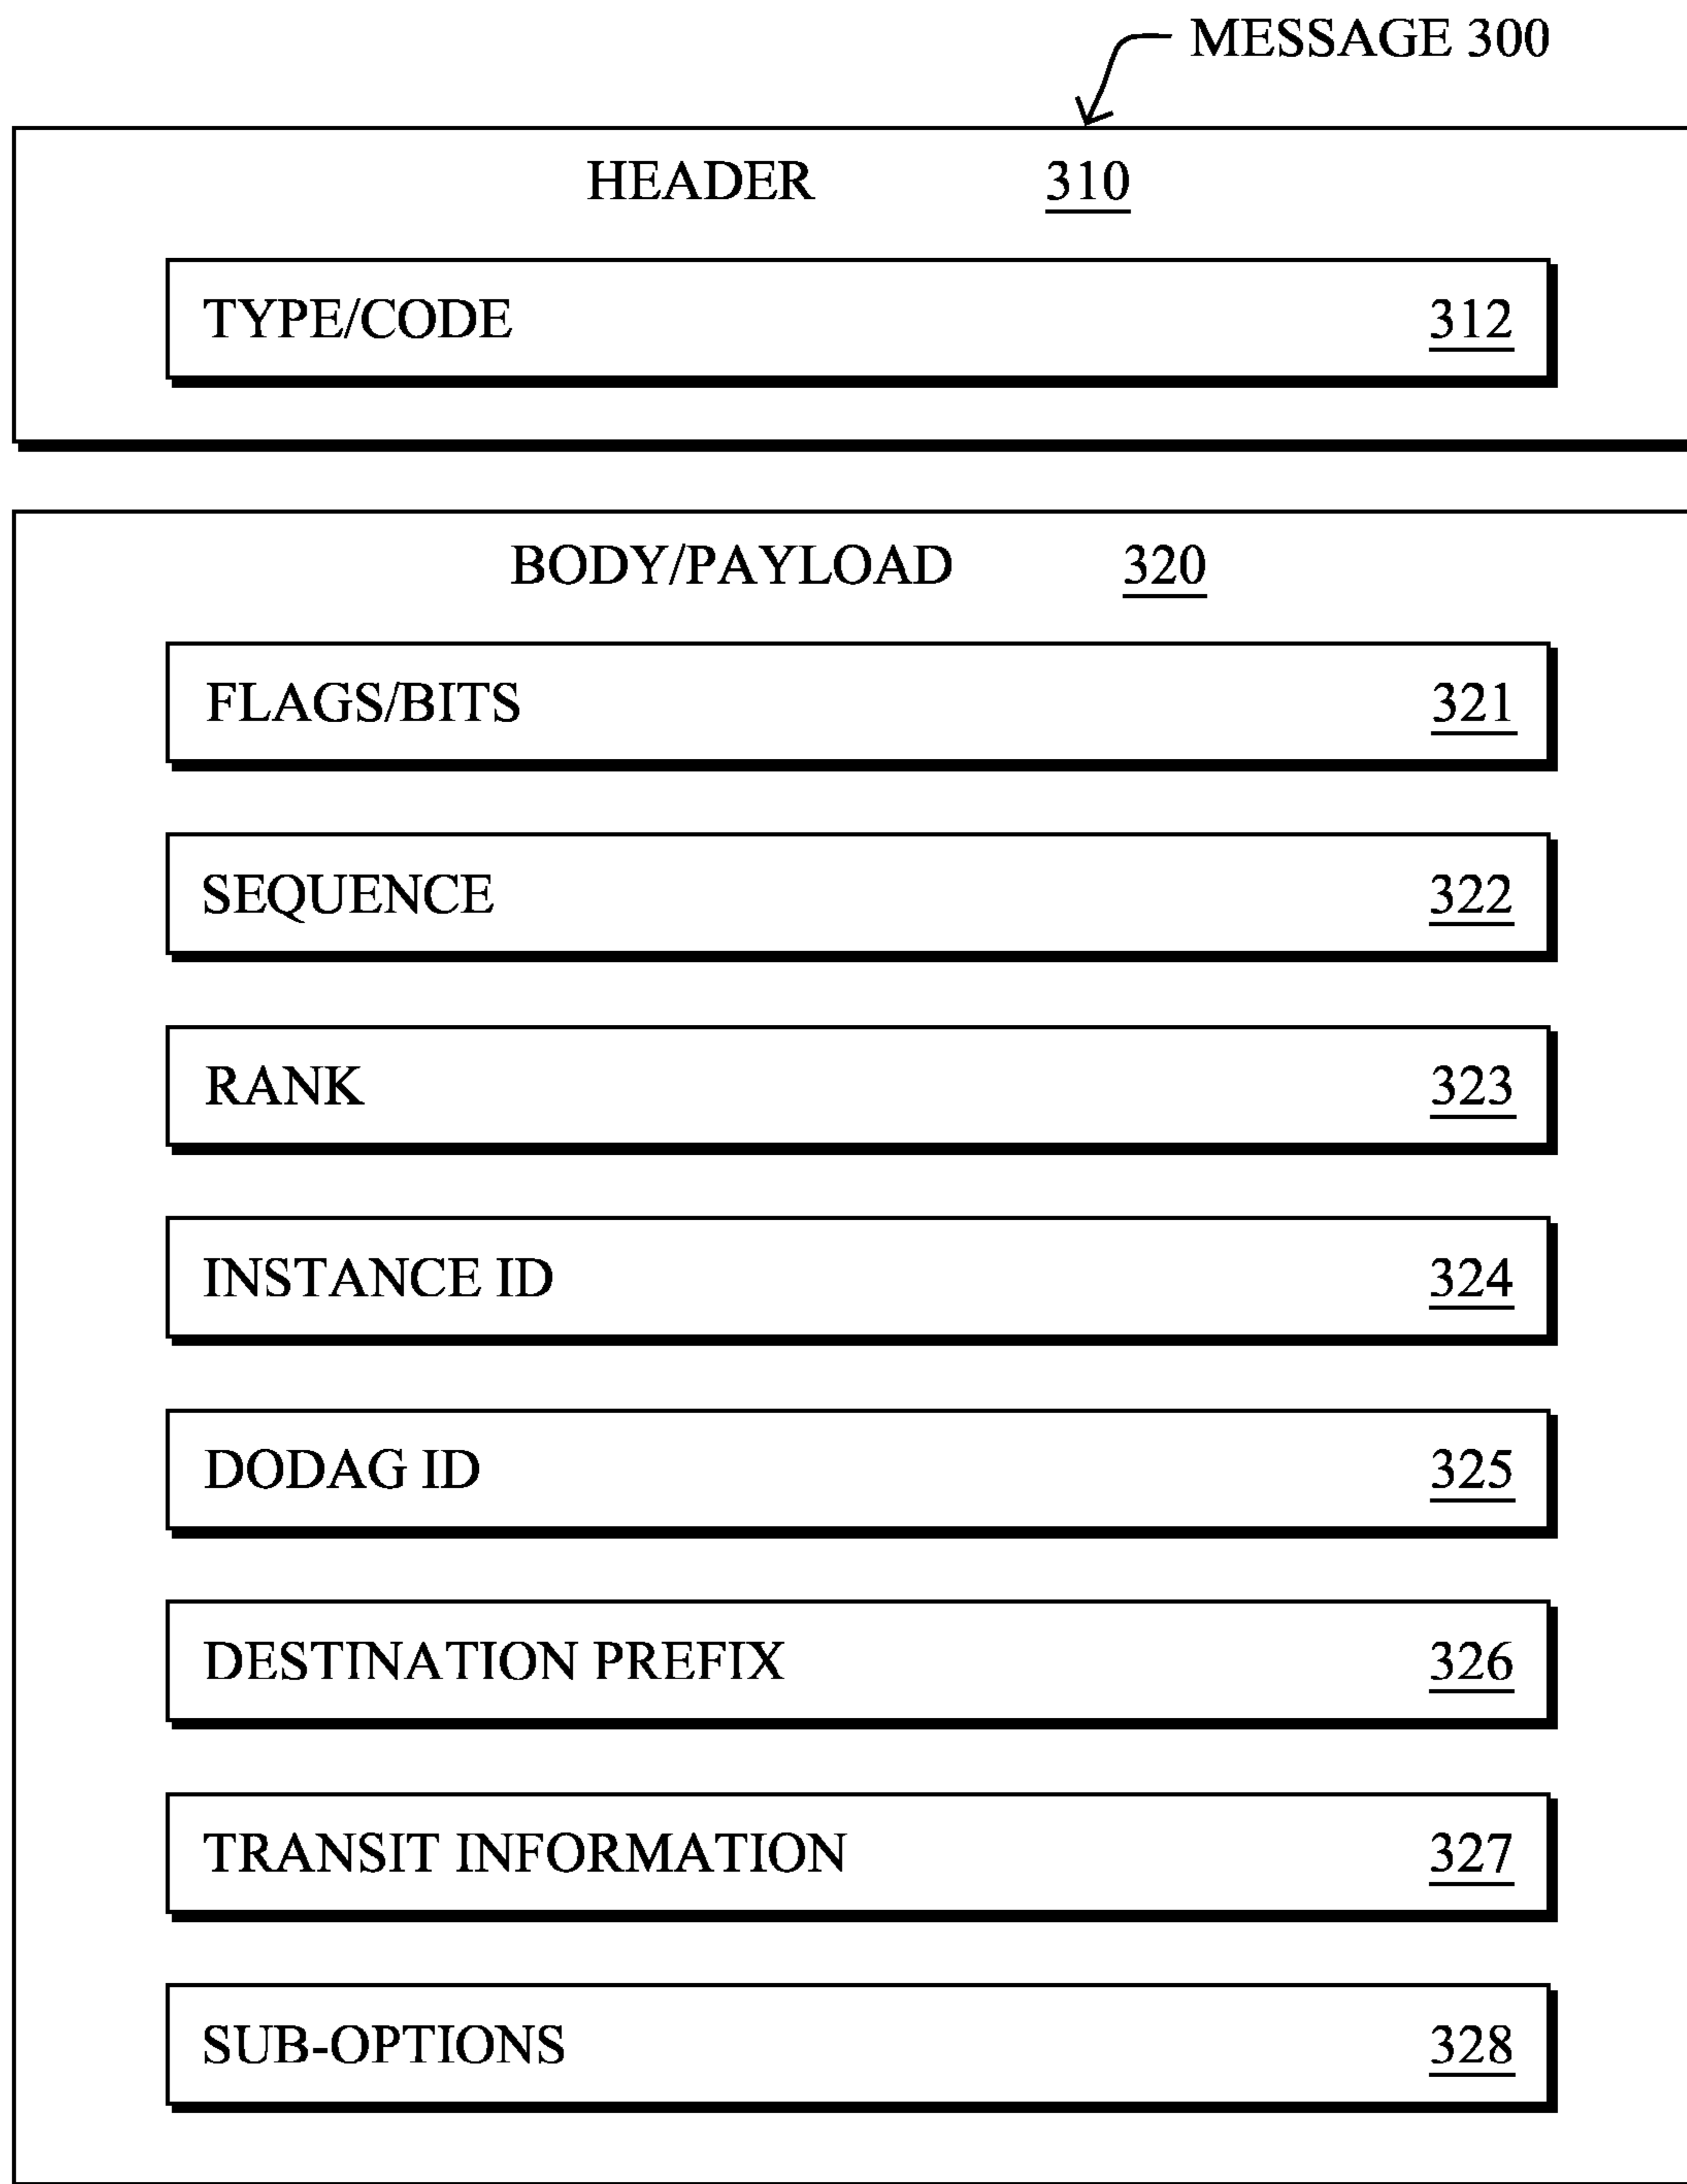 MESSAGE 300
HEADER 310
TYPE/CODE 312
BODY/PAYLOAD 320
FLAGS/BITS 321
SEQUENCE 322
RANK 323
INSTANCE ID 324
DODAG ID 325
DESTINATION PREFIX 326
TRANSIT INFORMATION 327
SUB-OPTIONS 328